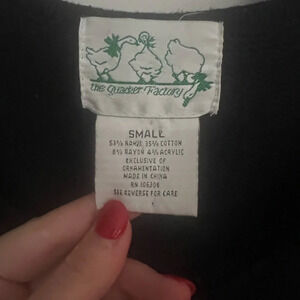 the Quacker Factory
SMALL
53% RAMIE, 35% COTTON
8% RAYON 4% ACRYLIC
EXCLUSIVE OF
ORNAMENTATION
MADE IN CHINA
RN 106306
SEE REVERSE FOR CARE